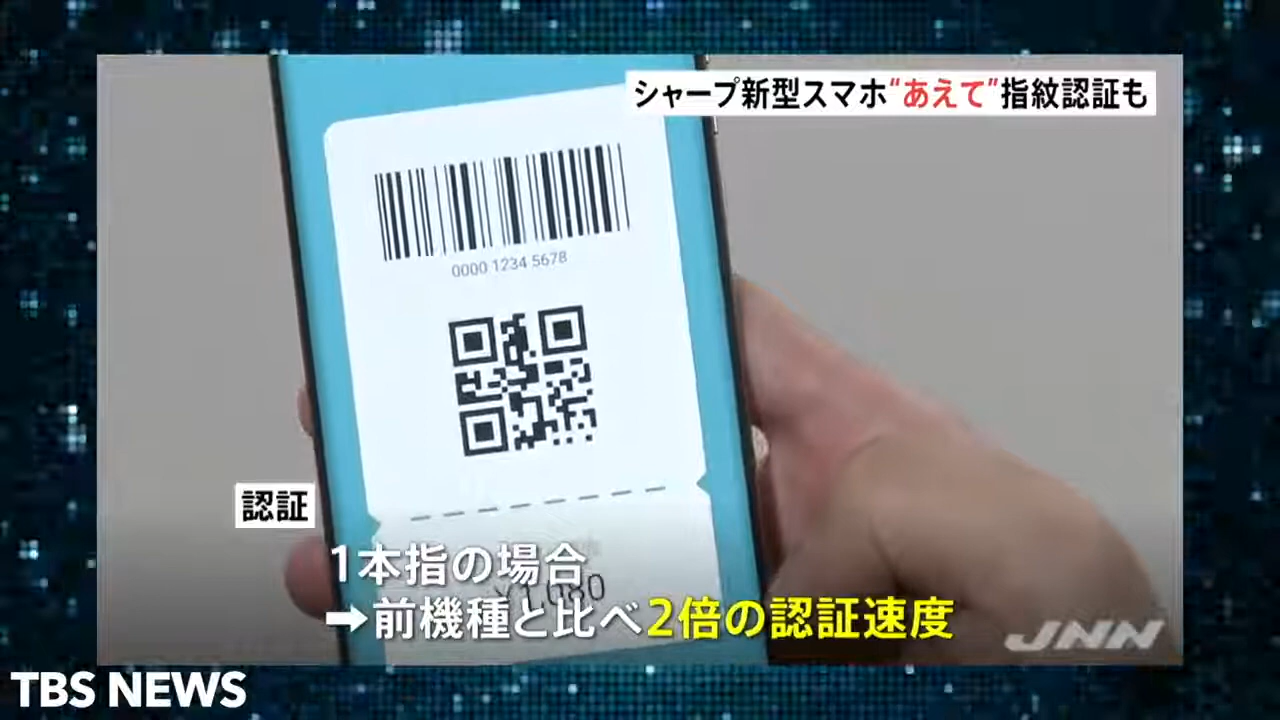 シャープ新型スマホ“あえて”指紋認証も
0000 1234 5678
認証
1本指の場合
¥1,080
➡前機種と比べ2倍の認証速度
JNN
TBS NEWS